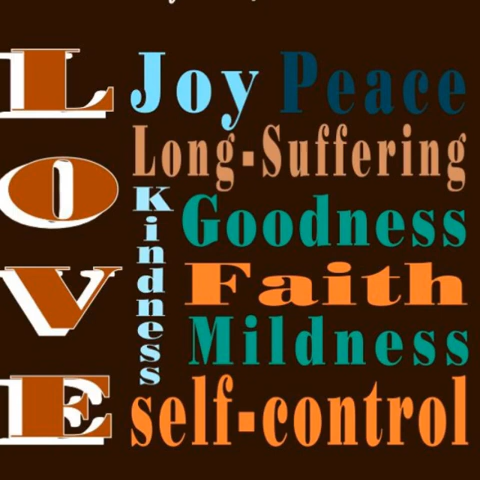 LOVE
Joy Peace
Long-Suffering
Kindness
Goodness
Faith
Mildness
self-control